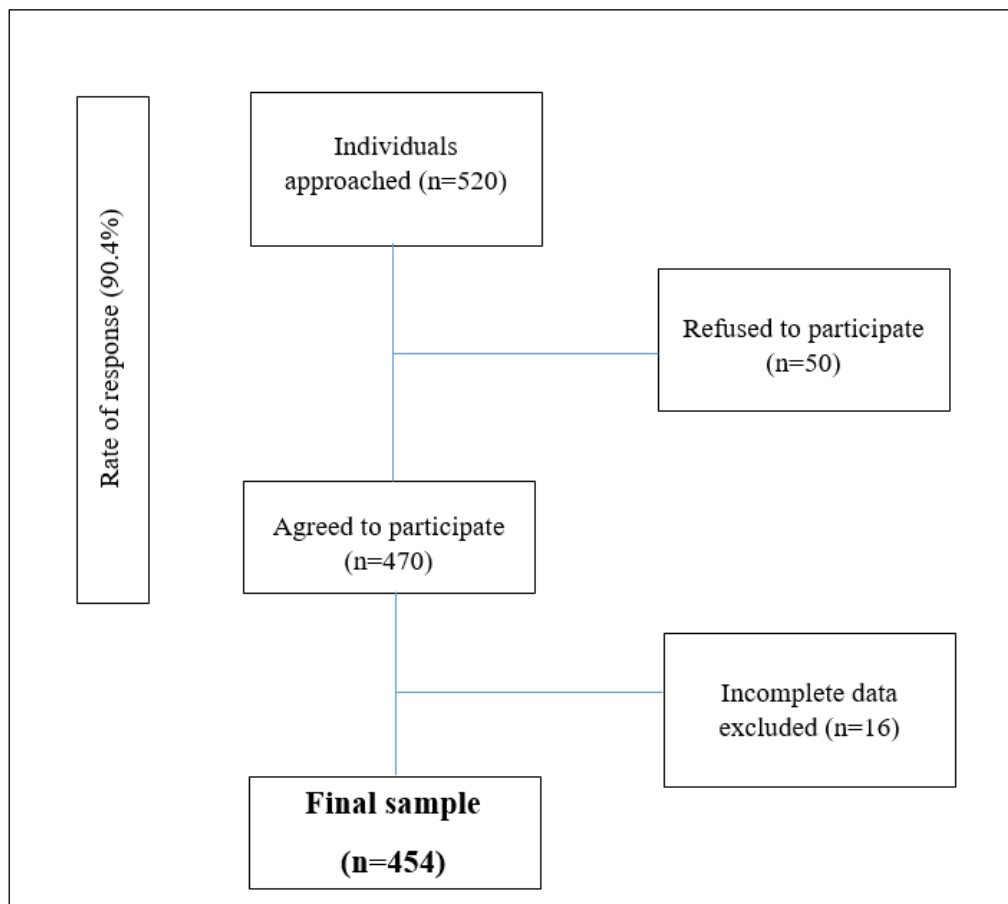 Rate of response (90.4%)
Individuals
approached (n=520)
Refused to participate
(n=50)
Agreed to participate
(n=470)
Incomplete data
excluded (n=16)
Final sample
(n=454)